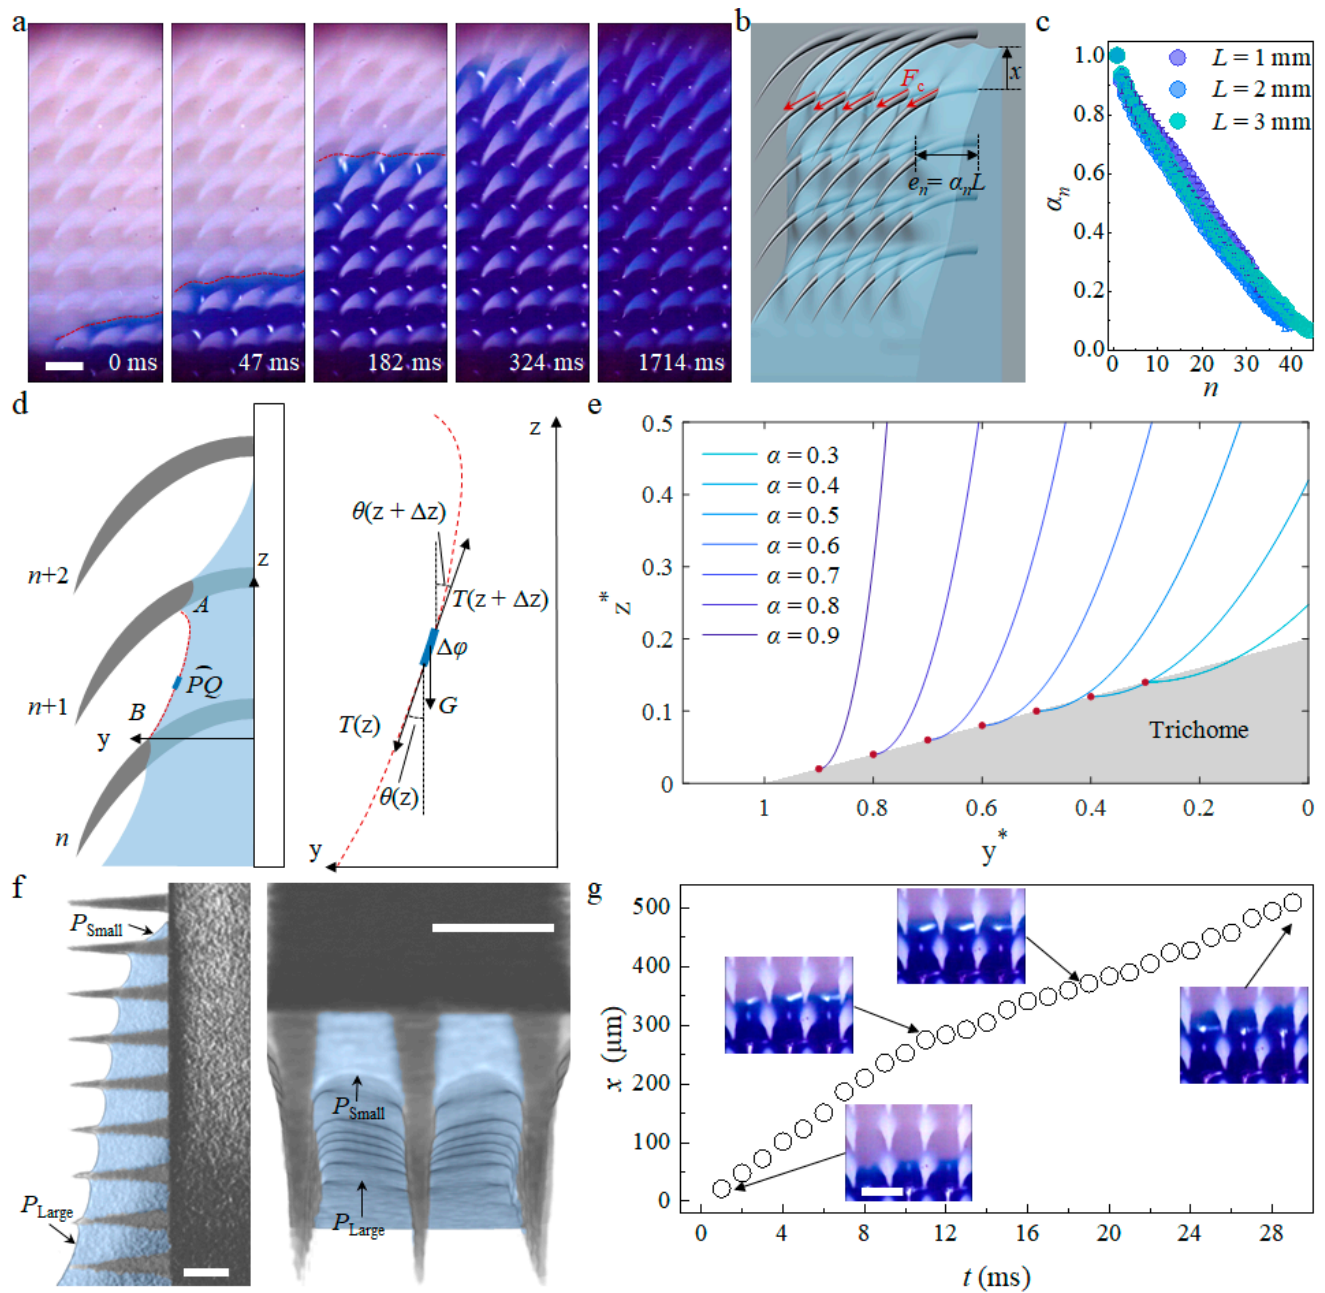 a
0 ms
47 ms
182 ms
324 ms
1714 ms
b
F_c
x
e_n = α_nL
c
L = 1 mm
L = 2 mm
L = 3 mm
1.0
0.8
0.6
0.4
0.2
0.0
α_n
0 10 20 30 40
n
d
n+2
n+1
n
z
A
PQ
B
y
z
θ(z + Δz)
T(z + Δz)
Δφ
G
T(z)
θ(z)
y
e
0.5
0.4
0.3
0.2
0.1
0
z*
α = 0.3
α = 0.4
α = 0.5
α = 0.6
α = 0.7
α = 0.8
α = 0.9
Trichome
1 0.8 0.6 0.4 0.2 0
y*
f
P_Small
P_Large
P_Small
P_Large
g
500
400
300
200
100
0
x (μm)
0 4 8 12 16 20 24 28
t (ms)